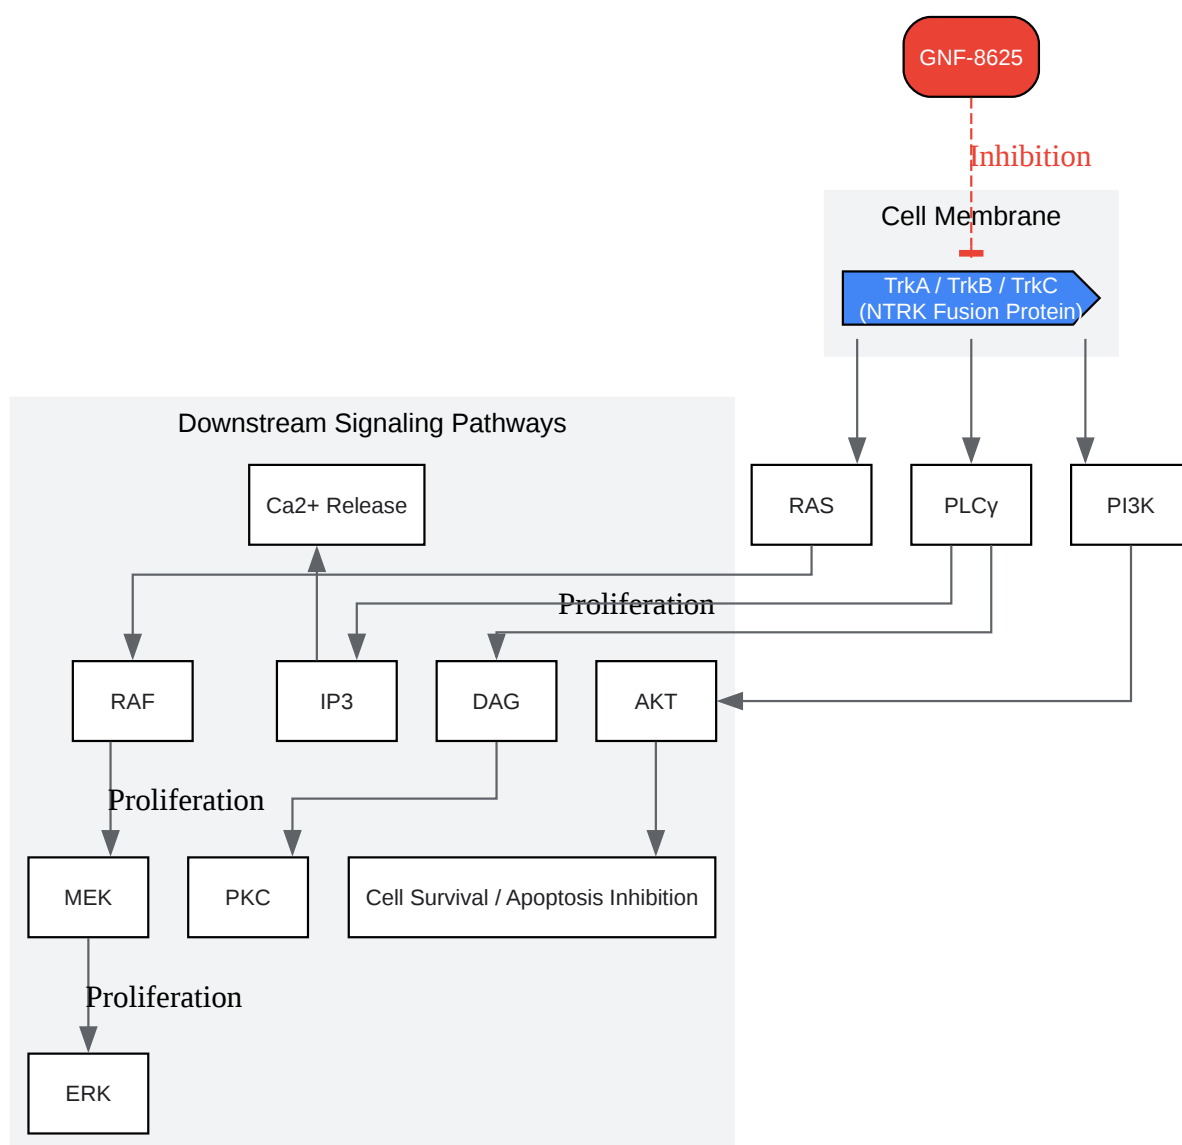 GNF-8625
Inhibition
Cell Membrane
TrkA / TrkB / TrkC
(NTRK Fusion Protein)
Downstream Signaling Pathways
Ca2+ Release
RAS
PLCγ
PI3K
Proliferation
RAF
IP3
DAG
AKT
Proliferation
MEK
PKC
Cell Survival / Apoptosis Inhibition
Proliferation
ERK